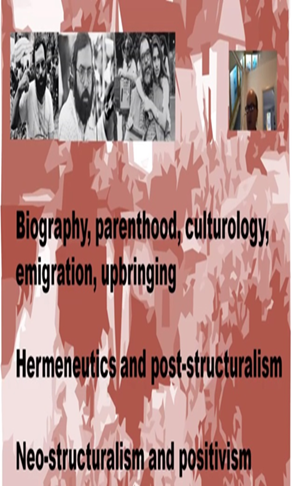 Biography, parenthood, culturology,
emigration, upbringing
Hermeneutics and post-structuralism
Neo-structuralism and positivism